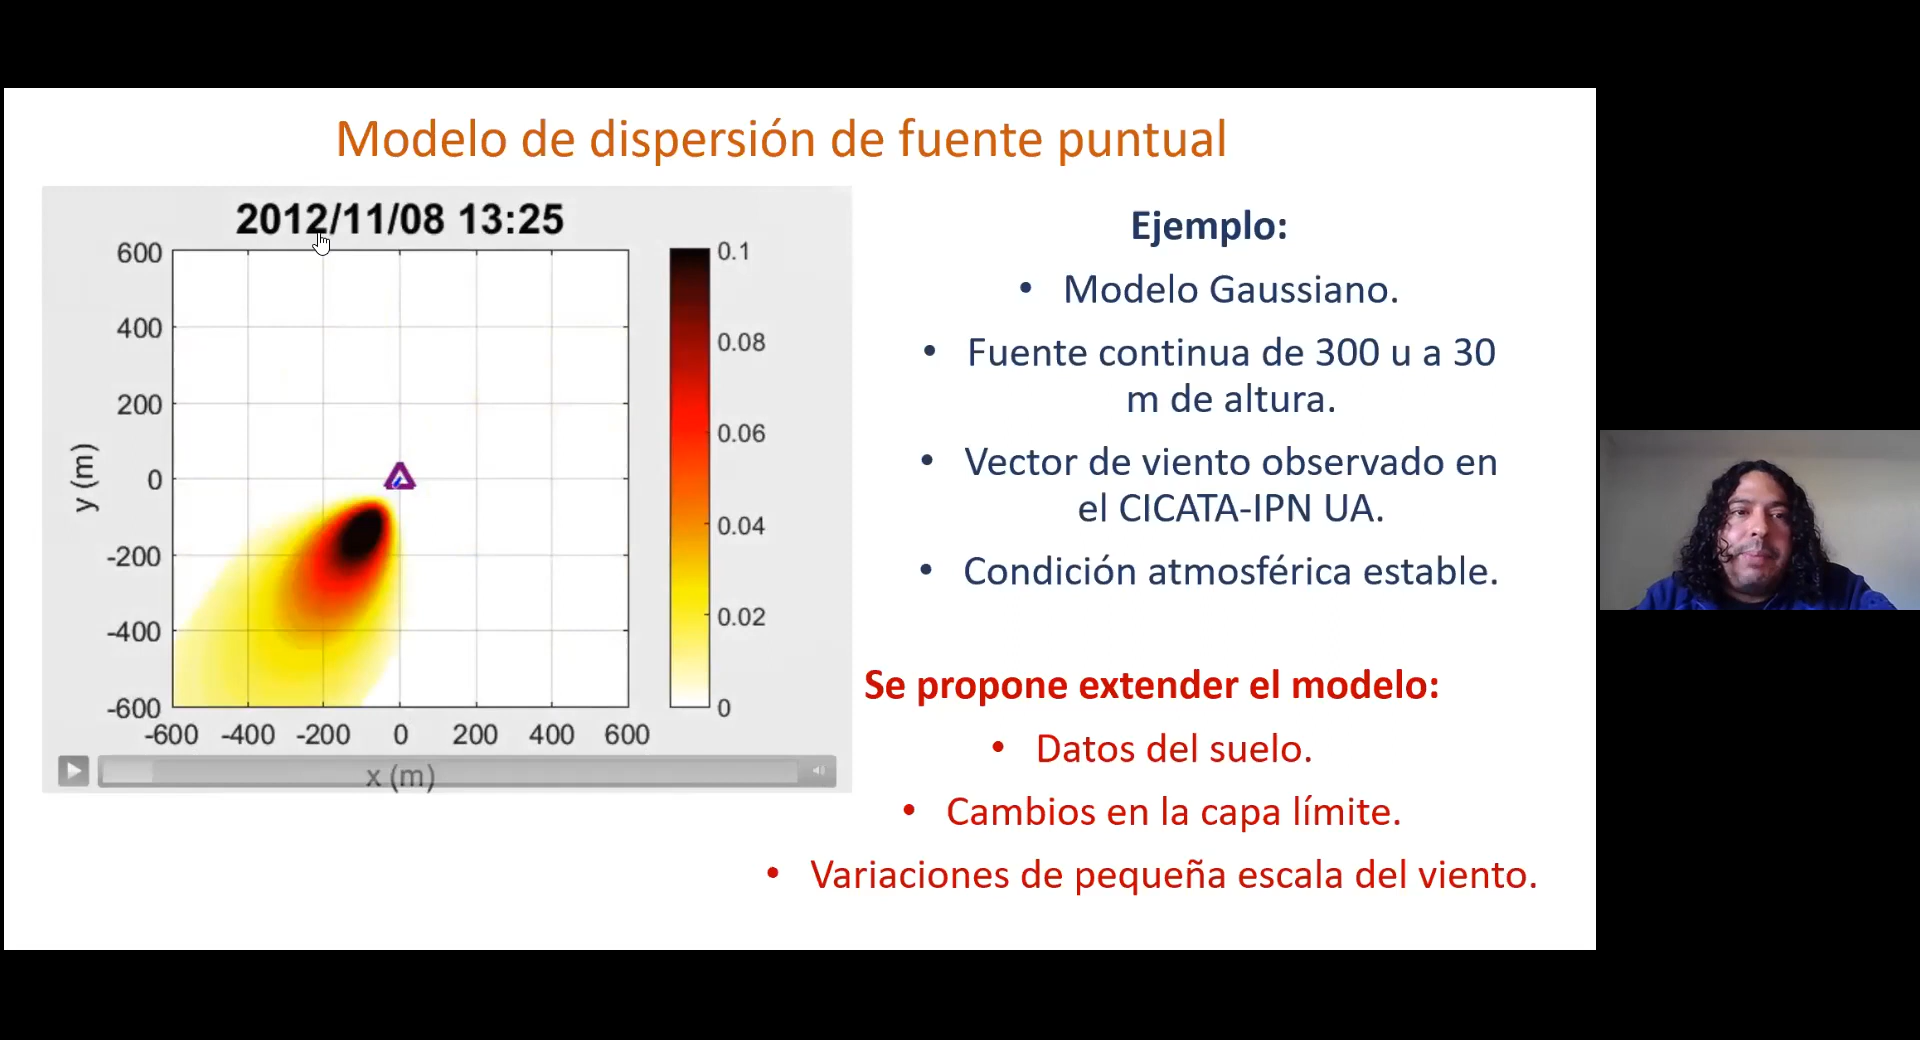 Modelo de dispersión de fuente puntual
2012/11/08 13:25
600
400
200
0
-200
-400
-600
y (m)
-600 -400 -200 0 200 400 600
x (m)
0.1
0.08
0.06
0.04
0.02
0
Ejemplo:
• Modelo Gaussiano.
• Fuente continua de 300 u a 30
m de altura.
• Vector de viento observado en
el CICATA-IPN UA.
• Condición atmosférica estable.
Se propone extender el modelo:
• Datos del suelo.
• Cambios en la capa límite.
• Variaciones de pequeña escala del viento.